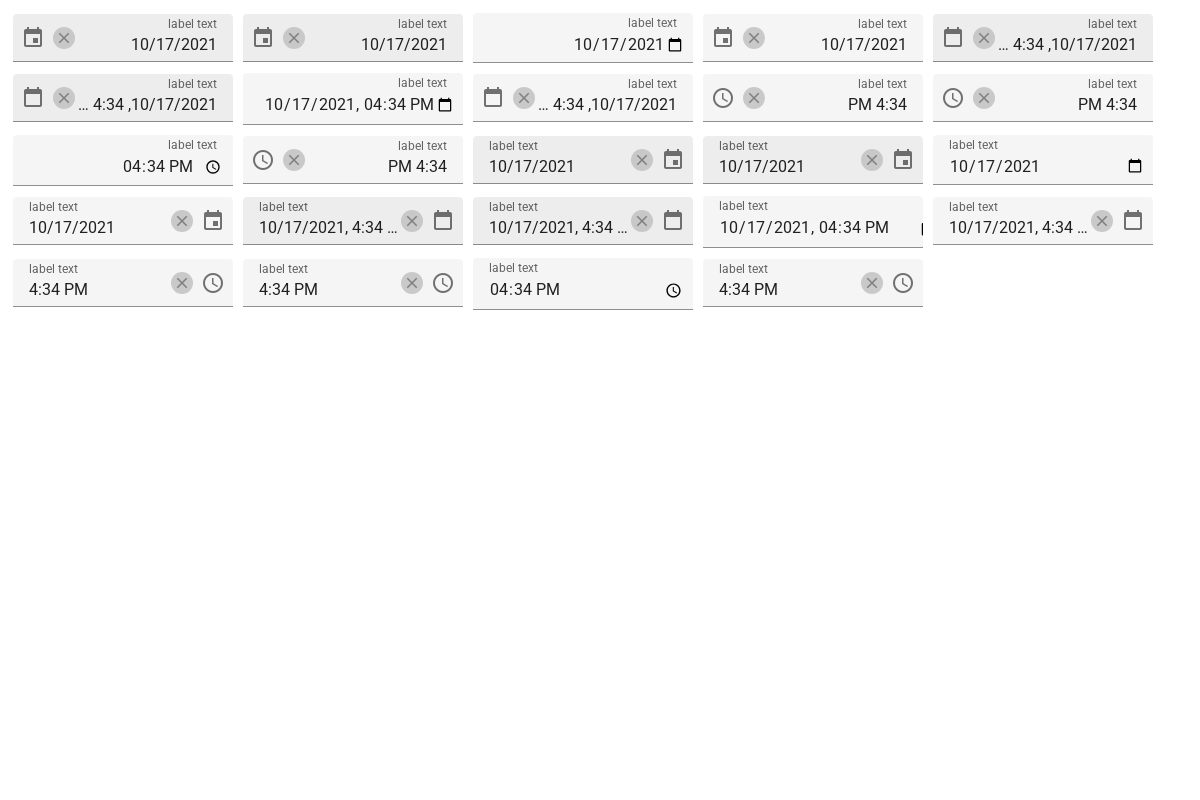 label text
10/17/2021
label text
10/17/2021
label text
10/17/2021
label text
10/17/2021
label text
... 4:34 ,10/17/2021
label text
... 4:34 ,10/17/2021
label text
10/17/2021, 04:34 PM
label text
... 4:34 ,10/17/2021
label text
PM 4:34
label text
PM 4:34
label text
04:34 PM
label text
PM 4:34
label text
10/17/2021
label text
10/17/2021
label text
10/17/2021
label text
10/17/2021
label text
10/17/2021, 4:34 ...
label text
10/17/2021, 4:34 ...
label text
10/17/2021, 04:34 PM
label text
10/17/2021, 4:34 ...
label text
4:34 PM
label text
4:34 PM
label text
04:34 PM
label text
4:34 PM